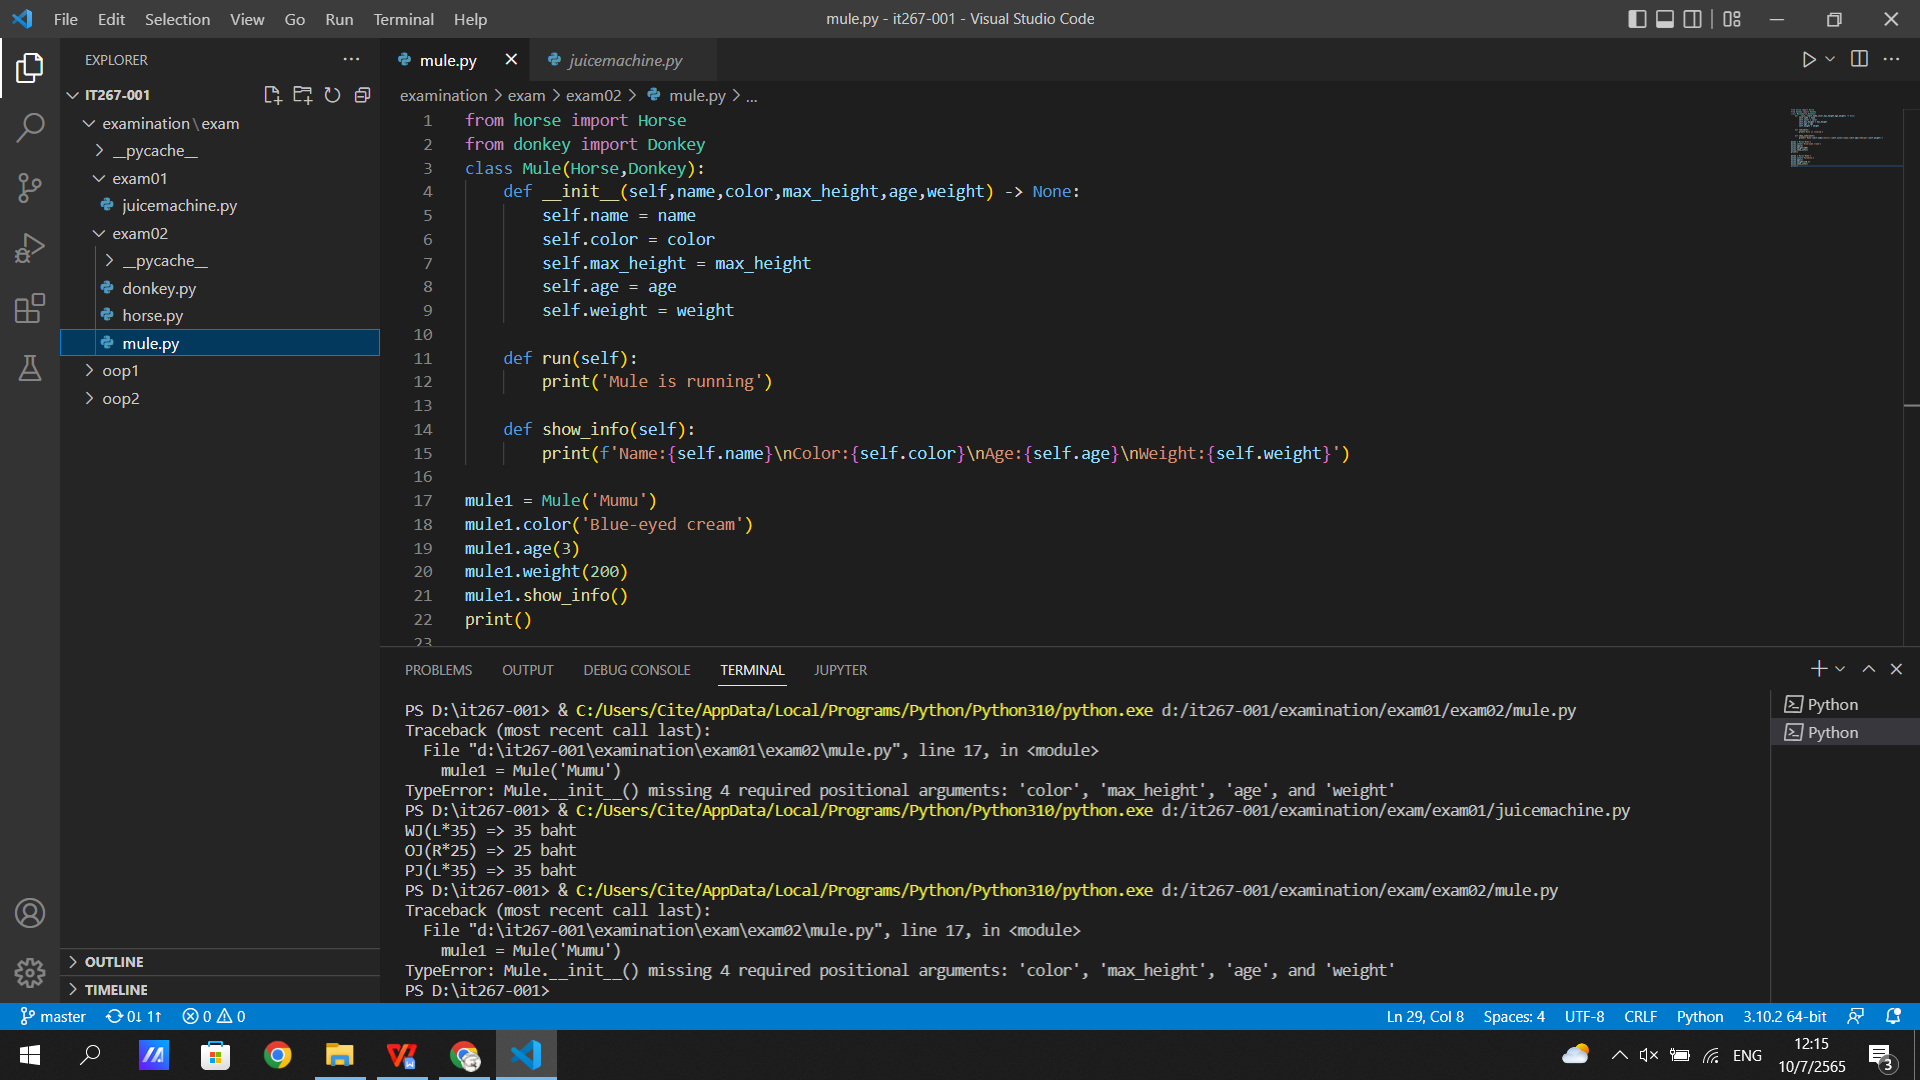 File Edit Selection View Go Run Terminal Help
mule.py - it267-001 - Visual Studio Code
EXPLORER
IT267-001
examination\exam
__pycache__
exam01
juicemachine.py
exam02
__pycache__
donkey.py
horse.py
mule.py
oop1
oop2
OUTLINE
TIMELINE
mule.py
juicemachine.py
examination > exam > exam02 > mule.py > ...
1 from horse import Horse
2 from donkey import Donkey
3 class Mule(Horse,Donkey):
4 def __init__(self,name,color,max_height,age,weight) -> None:
5 self.name = name
6 self.color = color
7 self.max_height = max_height
8 self.age = age
9 self.weight = weight
10
11 def run(self):
12 print('Mule is running')
13
14 def show_info(self):
15 print(f'Name:{self.name}\nColor:{self.color}\nAge:{self.age}\nWeight:{self.weight}')
16
17 mule1 = Mule('Mumu')
18 mule1.color('Blue-eyed cream')
19 mule1.age(3)
20 mule1.weight(200)
21 mule1.show_info()
22 print()
23
PROBLEMS OUTPUT DEBUG CONSOLE TERMINAL JUPYTER
PS D:\it267-001> & C:/Users/Cite/AppData/Local/Programs/Python/Python310/python.exe d:/it267-001/examination/exam01/exam02/mule.py
Traceback (most recent call last):
File "d:\it267-001\examination\exam01\exam02\mule.py", line 17, in <module>
mule1 = Mule('Mumu')
TypeError: Mule.__init__() missing 4 required positional arguments: 'color', 'max_height', 'age', and 'weight'
PS D:\it267-001> & C:/Users/Cite/AppData/Local/Programs/Python/Python310/python.exe d:/it267-001/examination/exam/exam01/juicemachine.py
WJ(L*35) => 35 baht
OJ(R*25) => 25 baht
PJ(L*35) => 35 baht
PS D:\it267-001> & C:/Users/Cite/AppData/Local/Programs/Python/Python310/python.exe d:/it267-001/examination/exam/exam02/mule.py
Traceback (most recent call last):
File "d:\it267-001\examination\exam\exam02\mule.py", line 17, in <module>
mule1 = Mule('Mumu')
TypeError: Mule.__init__() missing 4 required positional arguments: 'color', 'max_height', 'age', and 'weight'
PS D:\it267-001>
Python
Python
master 0↓ 1↑ 0 0
Ln 29, Col 8 Spaces: 4 UTF-8 CRLF Python 3.10.2 64-bit
ENG
12:15
10/7/2565
3